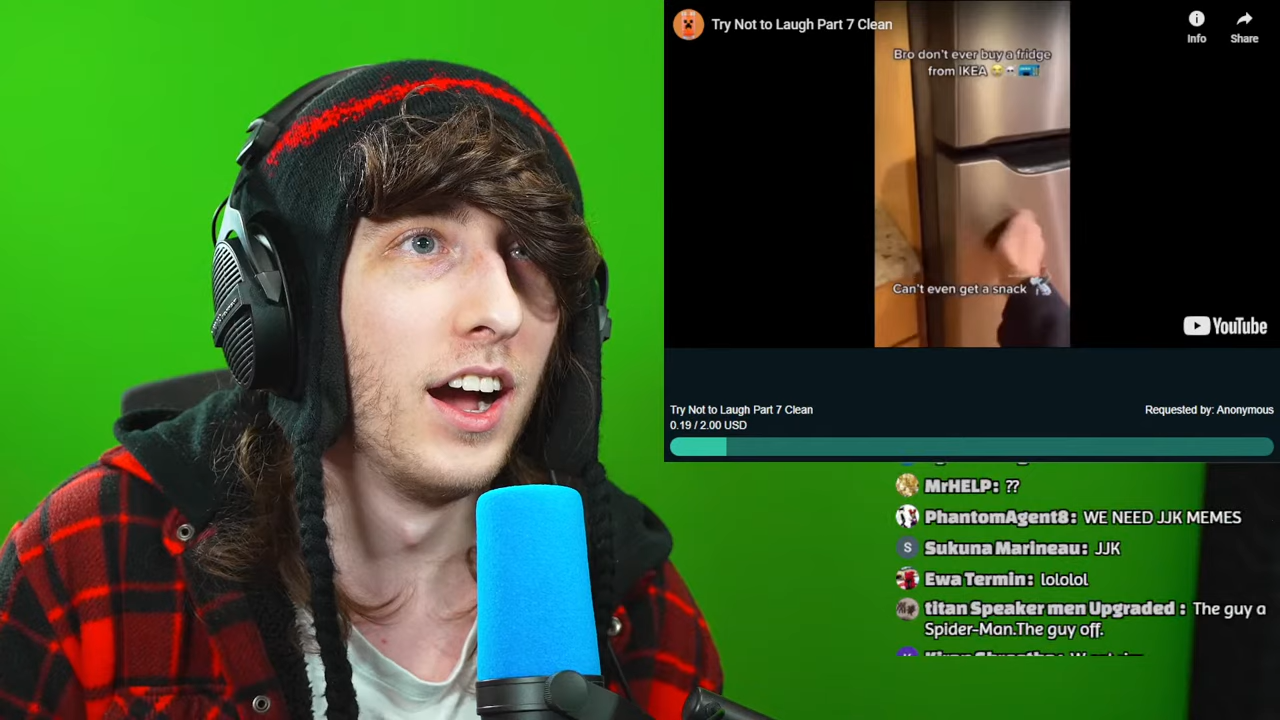 Try Not to Laugh Part 7 Clean
Info
Share
Bro don't ever buy a fridge
from IKEA
Can't even get a snack
YouTube
Try Not to Laugh Part 7 Clean
Requested by: Anonymous
0.19 / 2.00 USD
MrHELP: ??
PhantomAgent8: WE NEED JJK MEMES
S
Sukuna Marineau: JJK
Ewa Termin: lololol
titan Speaker men Upgraded : The guy a
Spider-Man.The guy off.